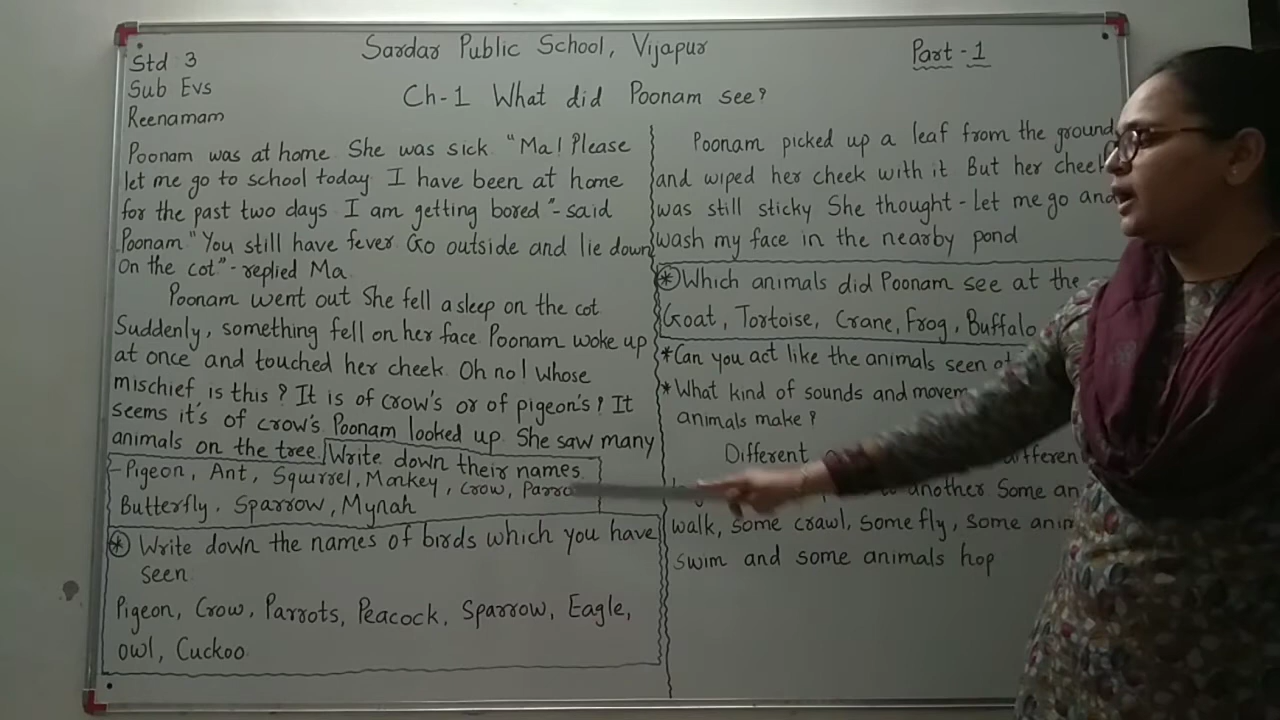 Std 3
Sub Evs
Reenamam
Sardar Public School, Vijapur
Part - 1
Ch-1 What did Poonam see?
Poonam was at home She was sick "Ma! Please
let me go to school today I have been at home
for the past two days I am getting bored"-said
Poonam "You still have fever Go outside and lie down
On the cot"-replied Ma
Poonam went out She fell a sleep on the cot
Suddenly, something fell on her face Poonam woke up
at once and touched her cheek Oh no! Whose
mischief is this? It is of crow's or of pigeon's? It
seems it's of crow's Poonam looked up She saw many
animals on the tree Write down their names
-Pigeon, Ant, Squrrel, Monkey, Crow,
Butterfly, Sparrow, Mynah
* Write down the names of birds which you have
seen
Pigeon, Crow, Parrots, Peacock, Sparrow, Eagle,
owl, Cuckoo
Poonam picked up a leaf from the ground
and wiped her cheek with it But her cheek
was still sticky She thought - Let me go and
wash my face in the nearby pond
* Which animals did Poonam see at the
Goat, Tortoise, Crane, Frog, Buffalo
* Can you act like the animals seen
* What kind of sounds and
animals make?
Different
another Some
walk, some crawl, some fly, some
swim and some animals hop